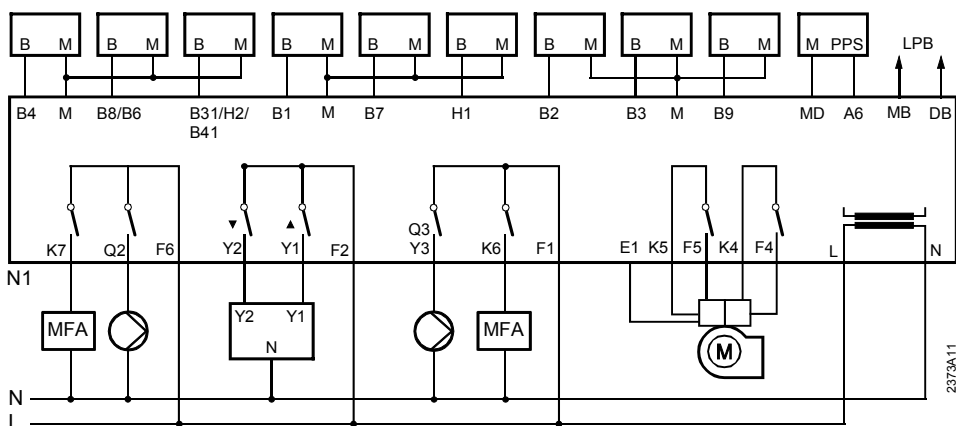 B M B M B M B M B M B M B M B M B M M PPS LPB
B4 M B8/B6 B31/H2/ B1 M B7 H1 B2 B3 M B9 MD A6 MB DB
B41
K7 Q2 F6 Y2 Y1 F2 Q3 K6 F1 E1 K5 F5 K4 F4 L N
Y3
N1
MFA Y2 Y1 MFA
N
M
2373A11
N
L